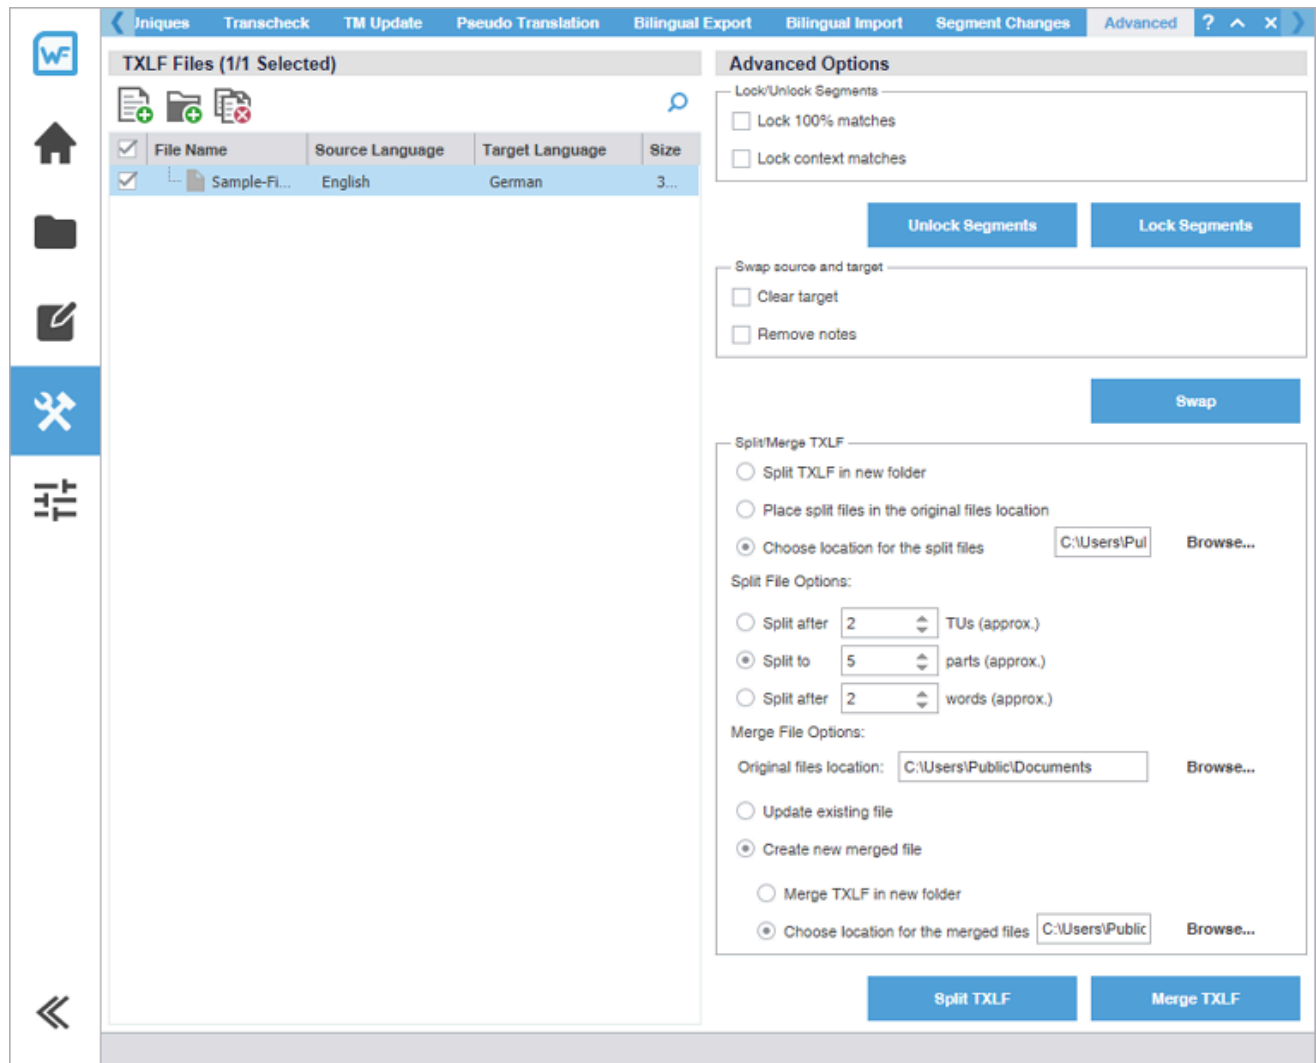 Uniques Transcheck TM Update Pseudo Translation Bilingual Export Bilingual Import Segment Changes Advanced ?
WF
TXLF Files (1/1 Selected)
File Name Source Language Target Language Size
Sample-Fi... English German 3...
Advanced Options
Lock/Unlock Segments
Lock 100% matches
Lock context matches
Unlock Segments Lock Segments
Swap source and target
Clear target
Remove notes
Swap
Split/Merge TXLF
Split TXLF in new folder
Place split files in the original files location
Choose location for the split files C:\Users\Pul Browse...
Split File Options:
Split after 2 TUs (approx.)
Split to 5 parts (approx.)
Split after 2 words (approx.)
Merge File Options:
Original files location: C:\Users\Public\Documents Browse...
Update existing file
Create new merged file
Merge TXLF in new folder
Choose location for the merged files C:\Users\Public Browse...
Split TXLF Merge TXLF